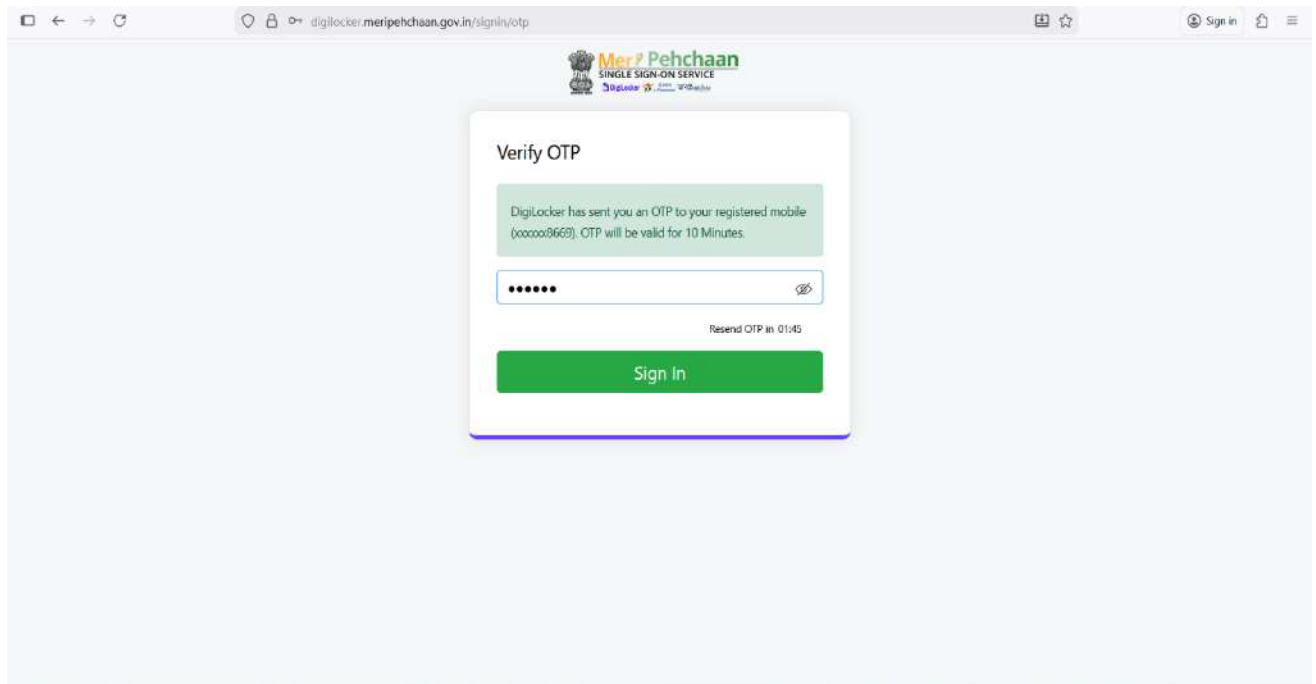 digilocker.meripehchaan.gov.in/signin/otp
Sign in
Meri Pehchaan
SINGLE SIGN-ON SERVICE
DigiLocker
Verify OTP
DigiLocker has sent you an OTP to your registered mobile
(xxxxxx8669). OTP will be valid for 10 Minutes.
••••••
Resend OTP in 01:45
Sign In